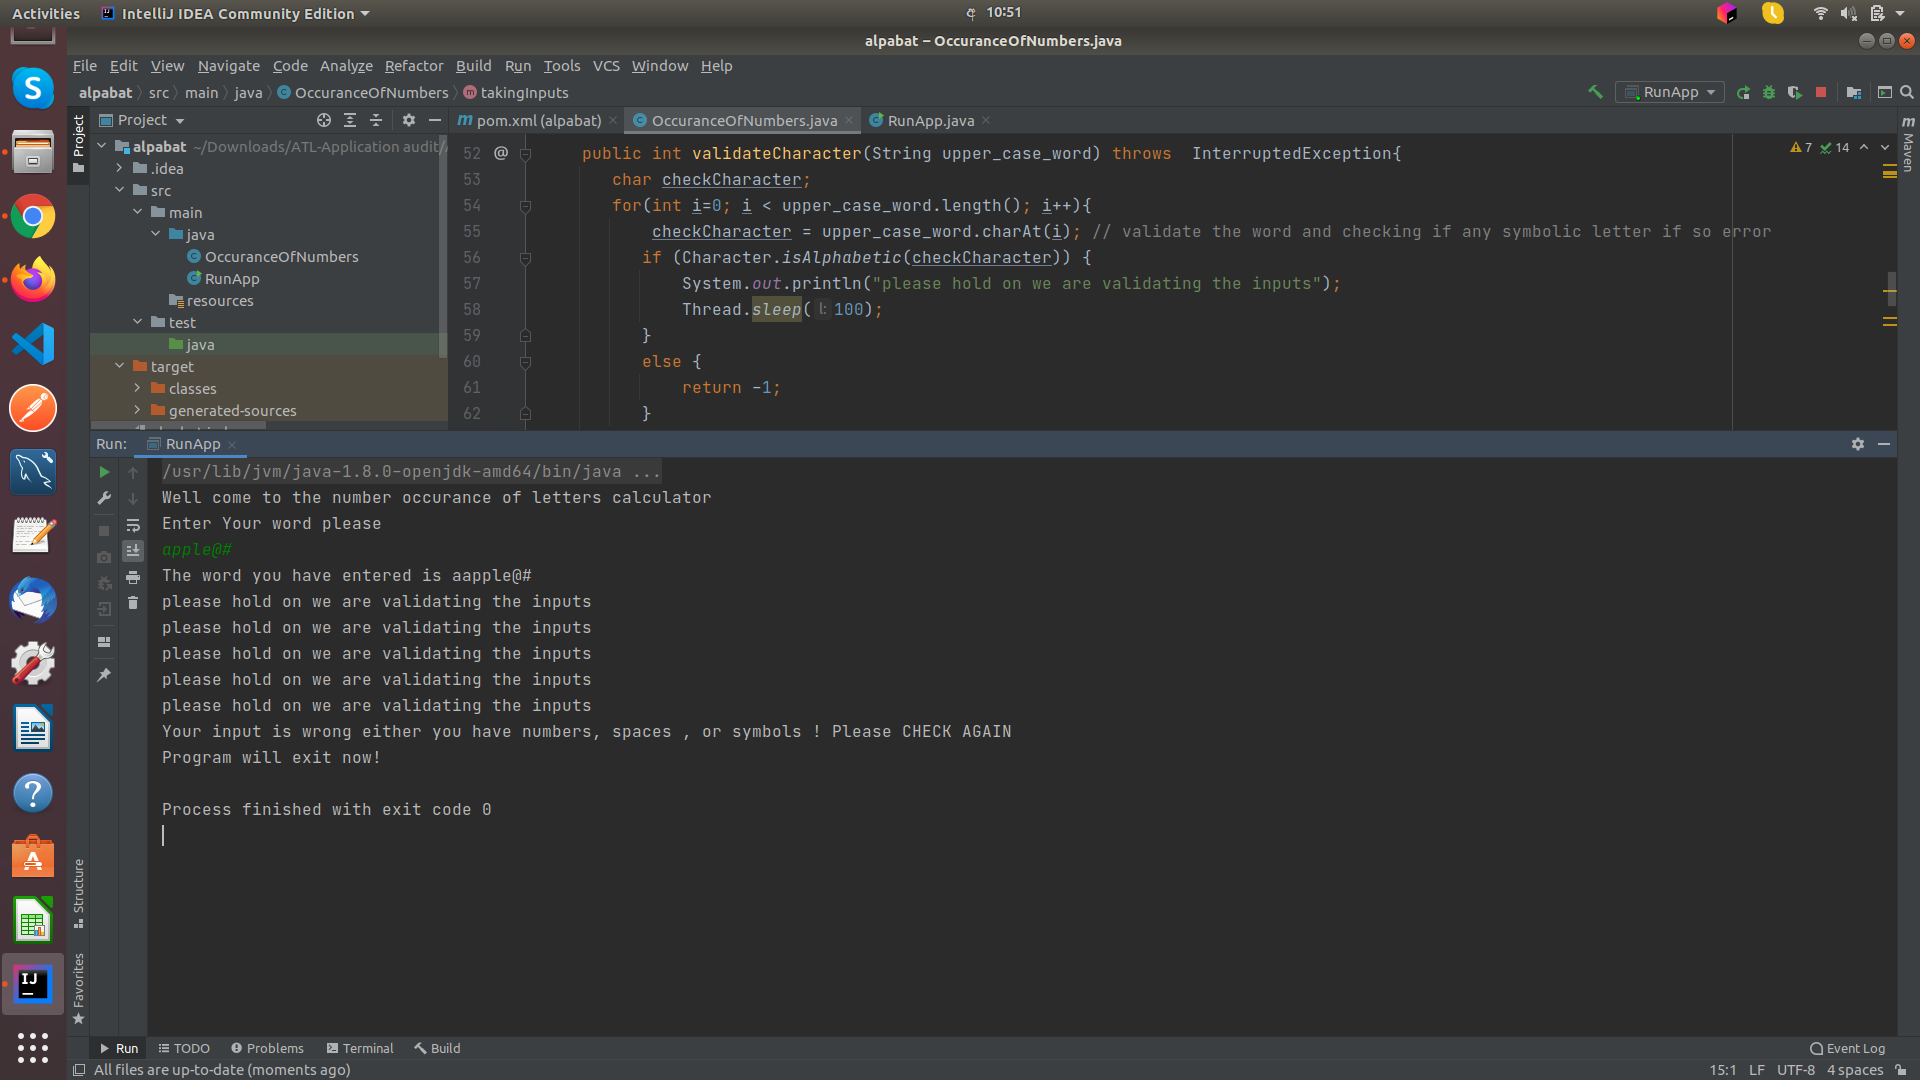 Activities IntelliJ IDEA Community Edition 10:51
alpabat – OccuranceOfNumbers.java
File Edit View Navigate Code Analyze Refactor Build Run Tools VCS Window Help
alpabat src main java OccuranceOfNumbers takingInputs RunApp
Project
pom.xml (alpabat) OccuranceOfNumbers.java RunApp.java
Project
Maven
alpabat ~/Downloads/ATL-Application audit/
.idea
src
main
java
OccuranceOfNumbers
RunApp
resources
test
java
target
classes
generated-sources
7 14
52 @ public int validateCharacter(String upper_case_word) throws  InterruptedException{
53 char checkCharacter;
54 for(int i=0; i < upper_case_word.length(); i++){
55 checkCharacter = upper_case_word.charAt(i); // validate the word and checking if any symbolic letter if so error
56 if (Character.isAlphabetic(checkCharacter)) {
57 System.out.println("please hold on we are validating the inputs");
58 Thread.sleep( l: 100);
59 }
60 else {
61 return -1;
62 }
Run: RunApp
/usr/lib/jvm/java-1.8.0-openjdk-amd64/bin/java ...
Well come to the number occurance of letters calculator
Enter Your word please
apple@#
The word you have entered is aapple@#
please hold on we are validating the inputs
please hold on we are validating the inputs
please hold on we are validating the inputs
please hold on we are validating the inputs
please hold on we are validating the inputs
Your input is wrong either you have numbers, spaces , or symbols ! Please CHECK AGAIN
Program will exit now!
Process finished with exit code 0
Structure
Favorites
Run TODO Problems Terminal Build Event Log
All files are up-to-date (moments ago) 15:1 LF UTF-8 4 spaces